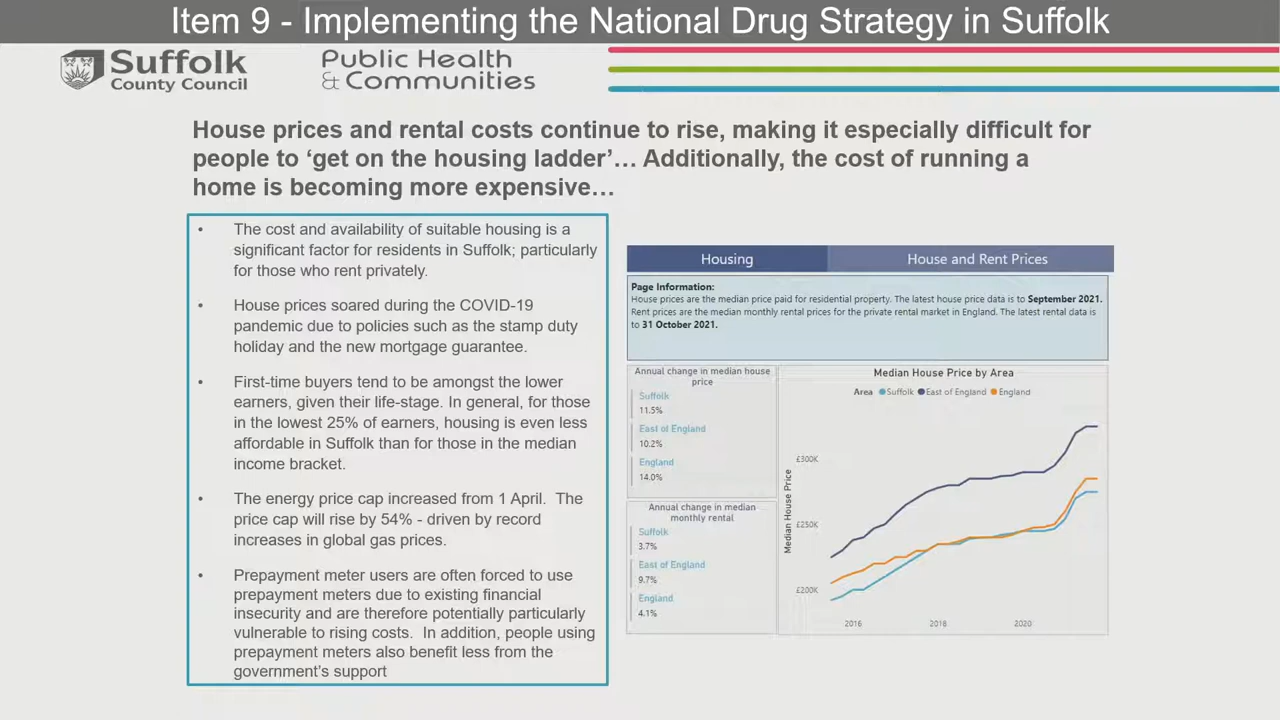 Item 9 - Implementing the National Drug Strategy in Suffolk
Suffolk
County Council
Public Health
& Communities
House prices and rental costs continue to rise, making it especially difficult for
people to ‘get on the housing ladder’… Additionally, the cost of running a
home is becoming more expensive…
• The cost and availability of suitable housing is a
significant factor for residents in Suffolk; particularly
for those who rent privately.
• House prices soared during the COVID-19
pandemic due to policies such as the stamp duty
holiday and the new mortgage guarantee.
• First-time buyers tend to be amongst the lower
earners, given their life-stage. In general, for those
in the lowest 25% of earners, housing is even less
affordable in Suffolk than for those in the median
income bracket.
• The energy price cap increased from 1 April.  The
price cap will rise by 54% - driven by record
increases in global gas prices.
• Prepayment meter users are often forced to use
prepayment meters due to existing financial
insecurity and are therefore potentially particularly
vulnerable to rising costs.  In addition, people using
prepayment meters also benefit less from the
government’s support
Housing
House and Rent Prices
Page Information:
House prices are the median price paid for residential property. The latest house price data is to September 2021.
Rent prices are the median monthly rental prices for the private rental market in England. The latest rental data is
to 31 October 2021.
Annual change in median house
price
Suffolk
11.5%
East of England
10.2%
England
14.0%
Annual change in median
monthly rental
Suffolk
3.7%
East of England
9.7%
England
4.1%
Median House Price by Area
Area Suffolk East of England England
Median House Price
£300K
£250K
£200K
2016 2018 2020